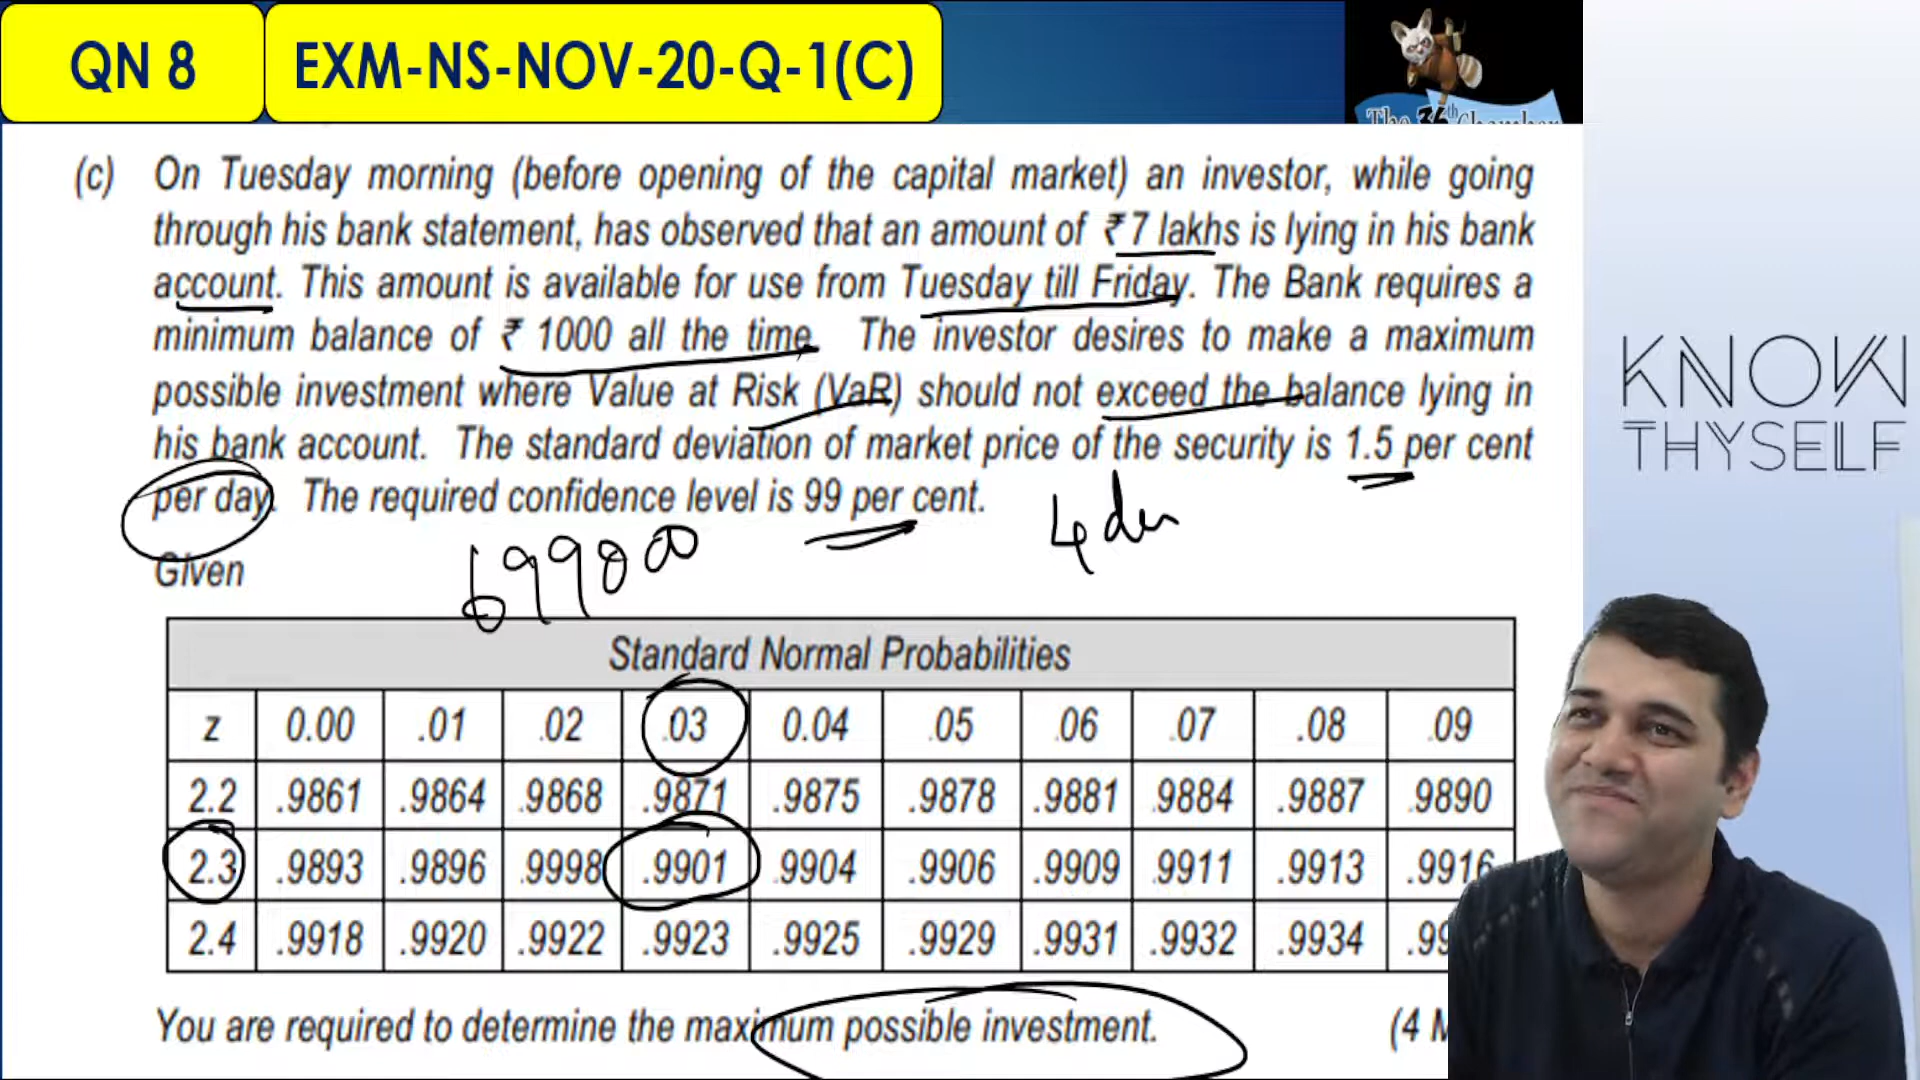 QN 8
EXM-NS-NOV-20-Q-1(C)
(c) On Tuesday morning (before opening of the capital market) an investor, while going
through his bank statement, has observed that an amount of ₹ 7 lakhs is lying in his bank
account. This amount is available for use from Tuesday till Friday. The Bank requires a
minimum balance of ₹ 1000 all the time. The investor desires to make a maximum
possible investment where Value at Risk (VaR) should not exceed the balance lying in
his bank account. The standard deviation of market price of the security is 1.5 per cent
per day. The required confidence level is 99 per cent.
4
Given
Standard Normal Probabilities
z 0.00 .01 .02 .03 0.04 .05 .06 .07 .08 .09
2.2 .9861 .9864 .9868 .9871 .9875 .9878 .9881 .9884 .9887 .9890
2.3 .9893 .9896 .9998 .9901 .9904 .9906 .9909 .9911 .9913 .9916
2.4 .9918 .9920 .9922 .9923 .9925 .9929 .9931 .9932 .9934 .99
You are required to determine the maximum possible investment. (4 M
The 36th Chamber
KNOW
THYSELF